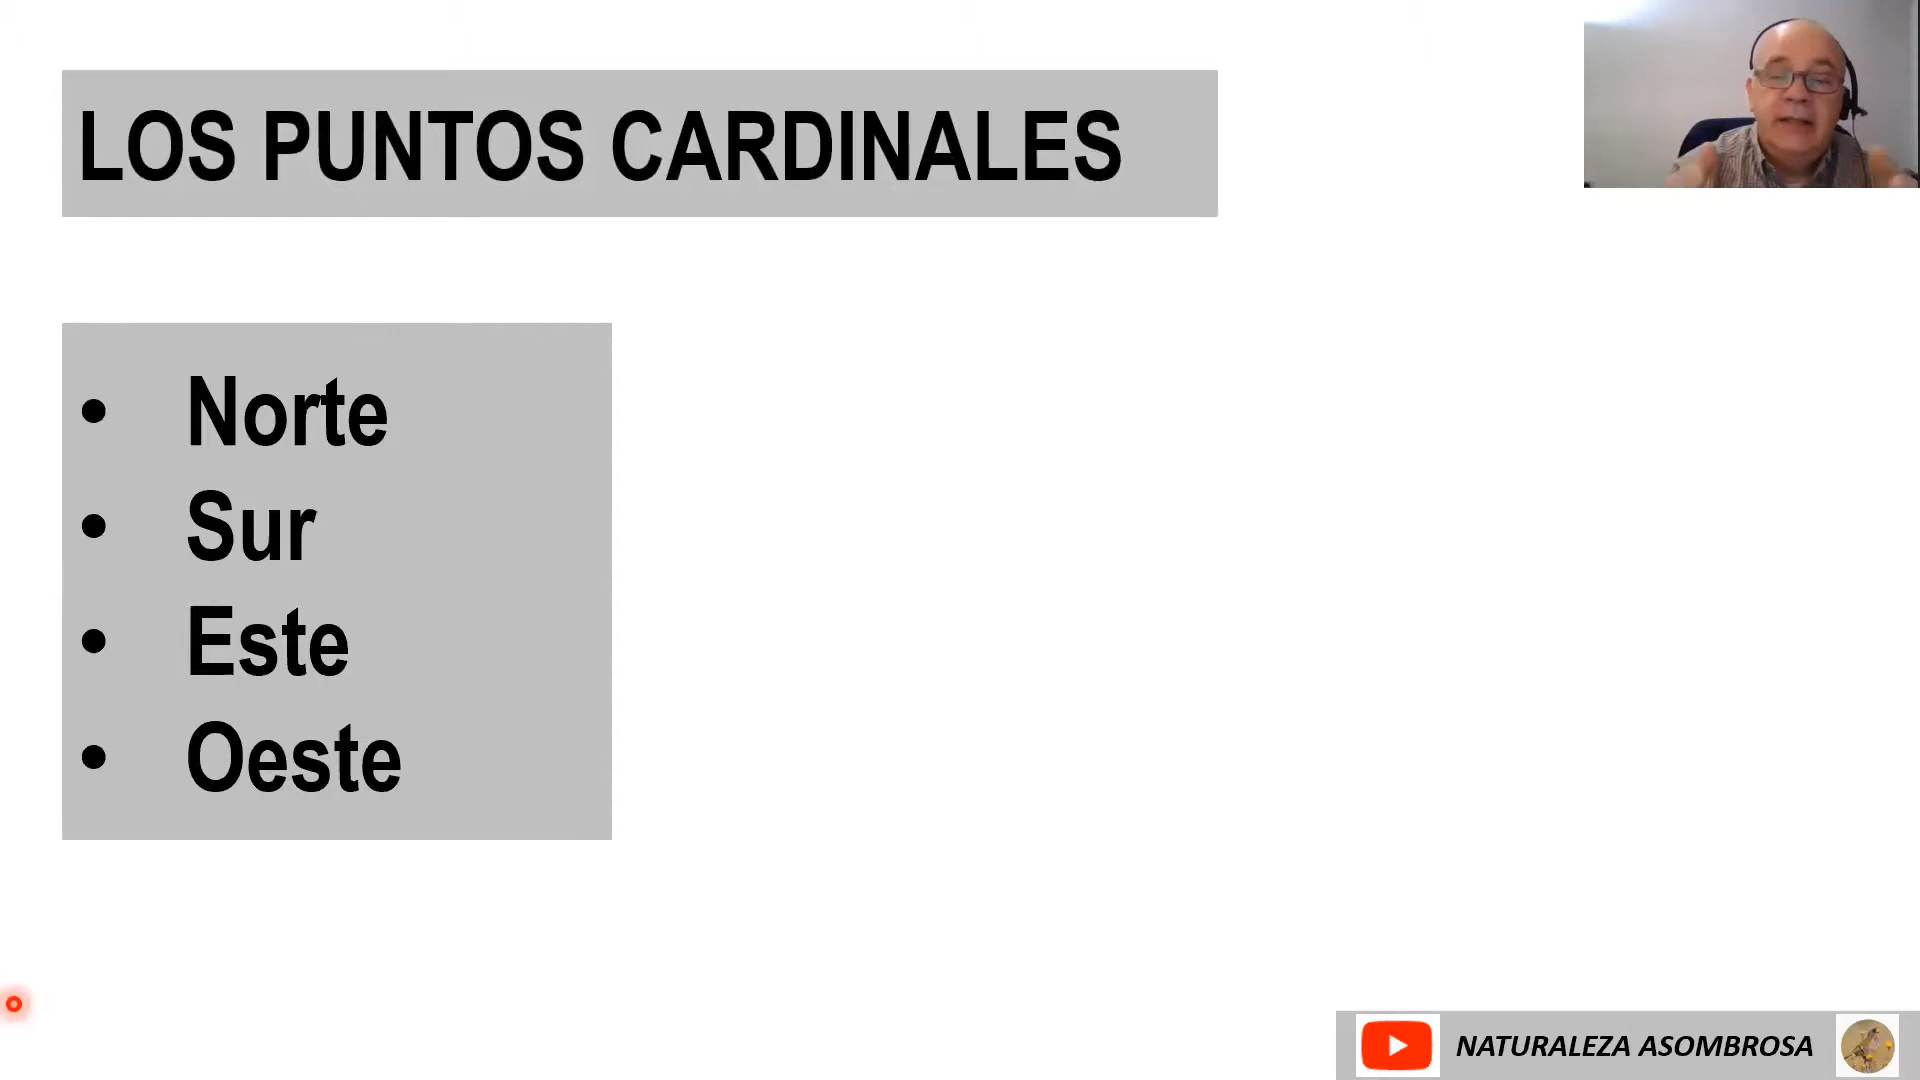 LOS PUNTOS CARDINALES
• Norte
• Sur
• Este
• Oeste
NATURALEZA ASOMBROSA